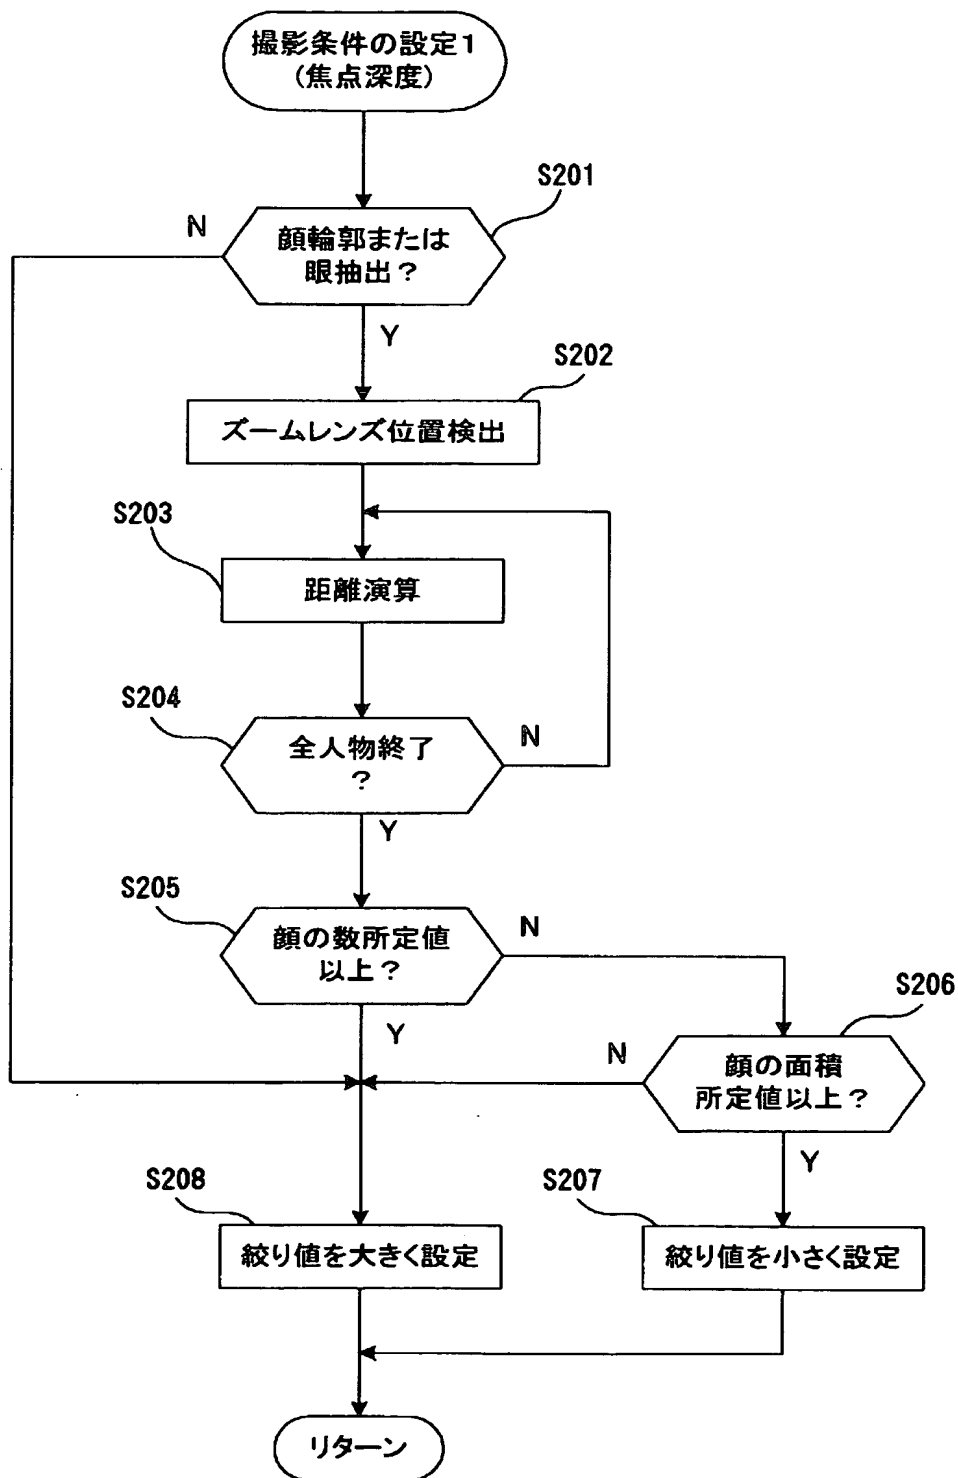 撮影条件の設定1
(焦点深度)
S201
N
顔輪郭または
眼抽出？
Y
S202
ズームレンズ位置検出
S203
距離演算
S204
全人物終了
？
N
Y
S205
顔の数所定値
以上？
N
Y
S206
N
顔の面積
所定値以上？
Y
S208
S207
絞り値を大きく設定
絞り値を小さく設定
リターン